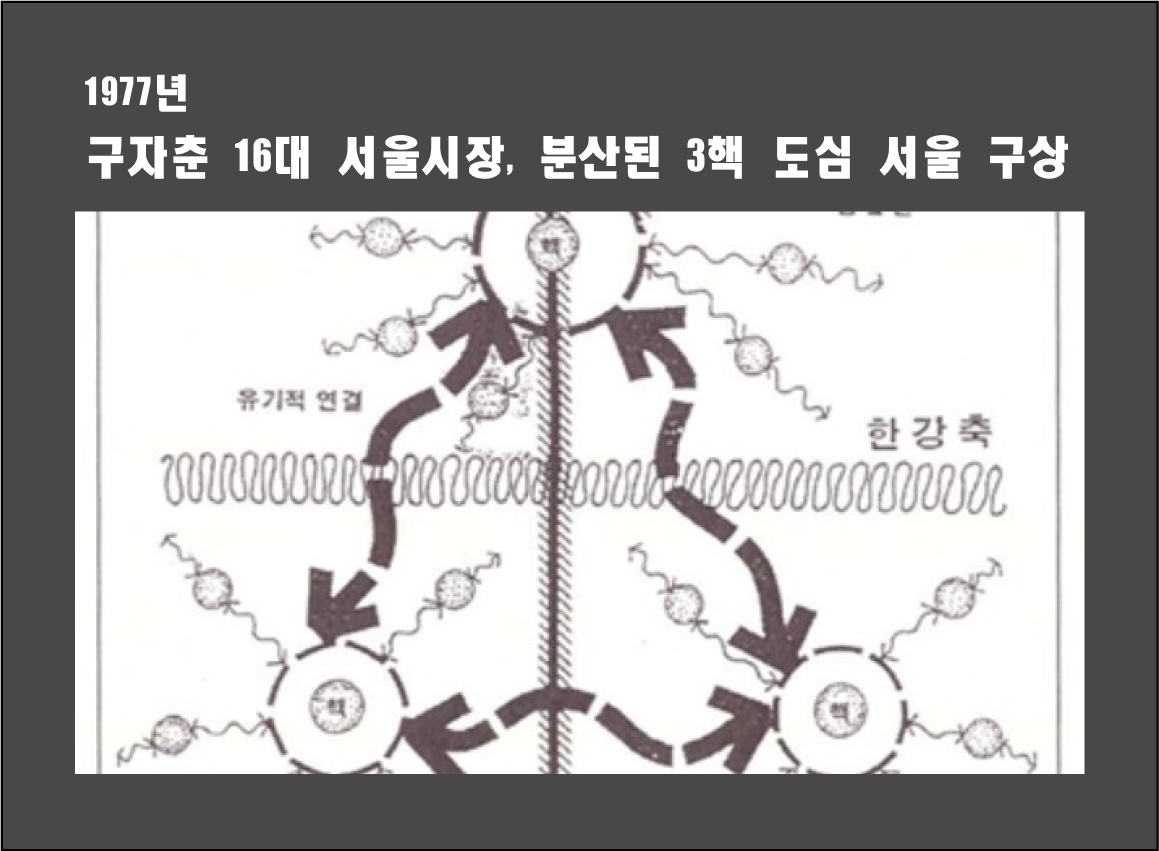 1977년
구자춘 16대 서울시장, 분산된 3핵 도심 서울 구상
핵
유기적 연결
한강축
핵
핵